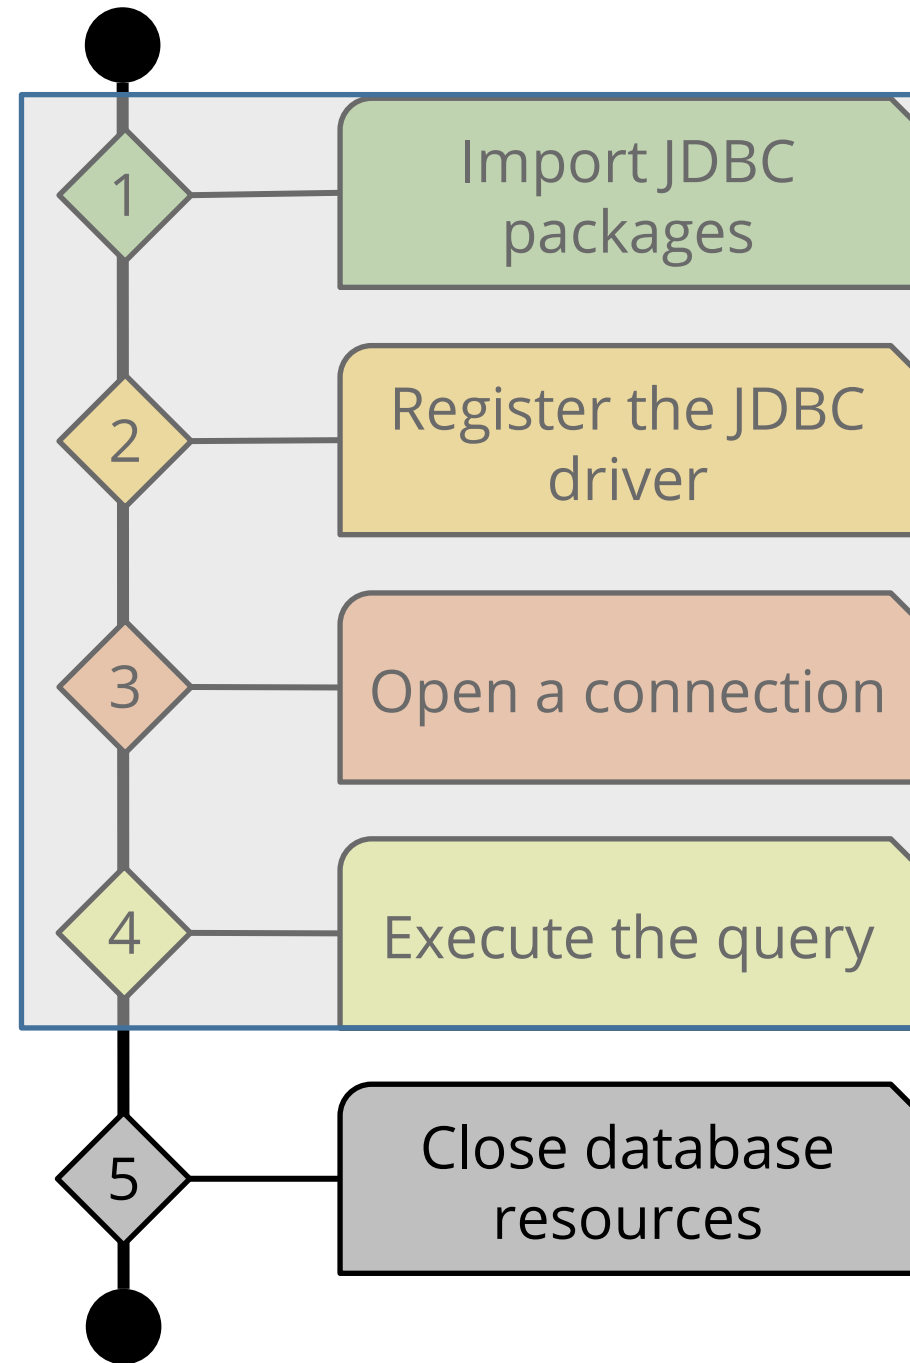 1
Import JDBC
packages
2
Register the JDBC
driver
3
Open a connection
4
Execute the query
5
Close database
resources